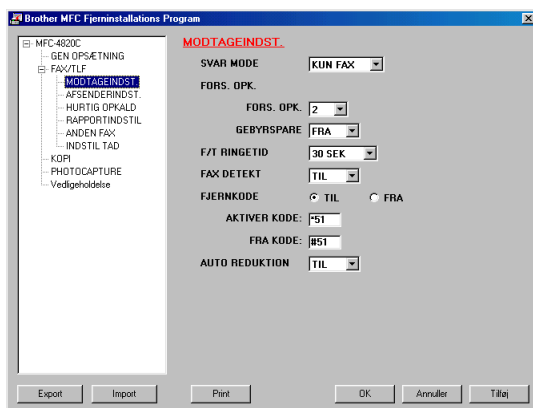 Brother MFC Fjerninstallations Program
MFC-4820C
GEN OPSÆTNING
FAX/TLF
MODTAGEINDST.
AFSENDERINDST.
HURTIG OPKALD
RAPPORTINDSTIL
ANDEN FAX
INDSTIL TAD
KOPI
PHOTOCAPTURE
Vedligeholdelse
MODTAGEINDST.
SVAR MODE KUN FAX
FORS. OPK.
FORS. OPK. 2
GEBYRSPARE FRA
F/T RINGETID 30 SEK
FAX DETEKT TIL
FJERNKODE TIL FRA
AKTIVER KODE: *51
FRA KODE: #51
AUTO REDUKTION TIL
Export Import Print OK Annuller Tilføj